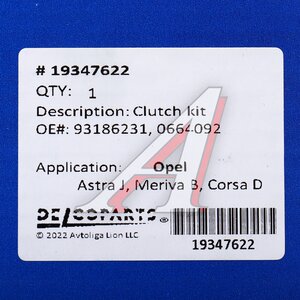 # 19347622
QTY: 1
Description: Clutch kit
OE#: 93186231, 0664092
Application: Opel
Astra J, Meriva B, Corsa D
DELCOPARTS ®
© 2022 Avtoliga Lion LLC
19347622